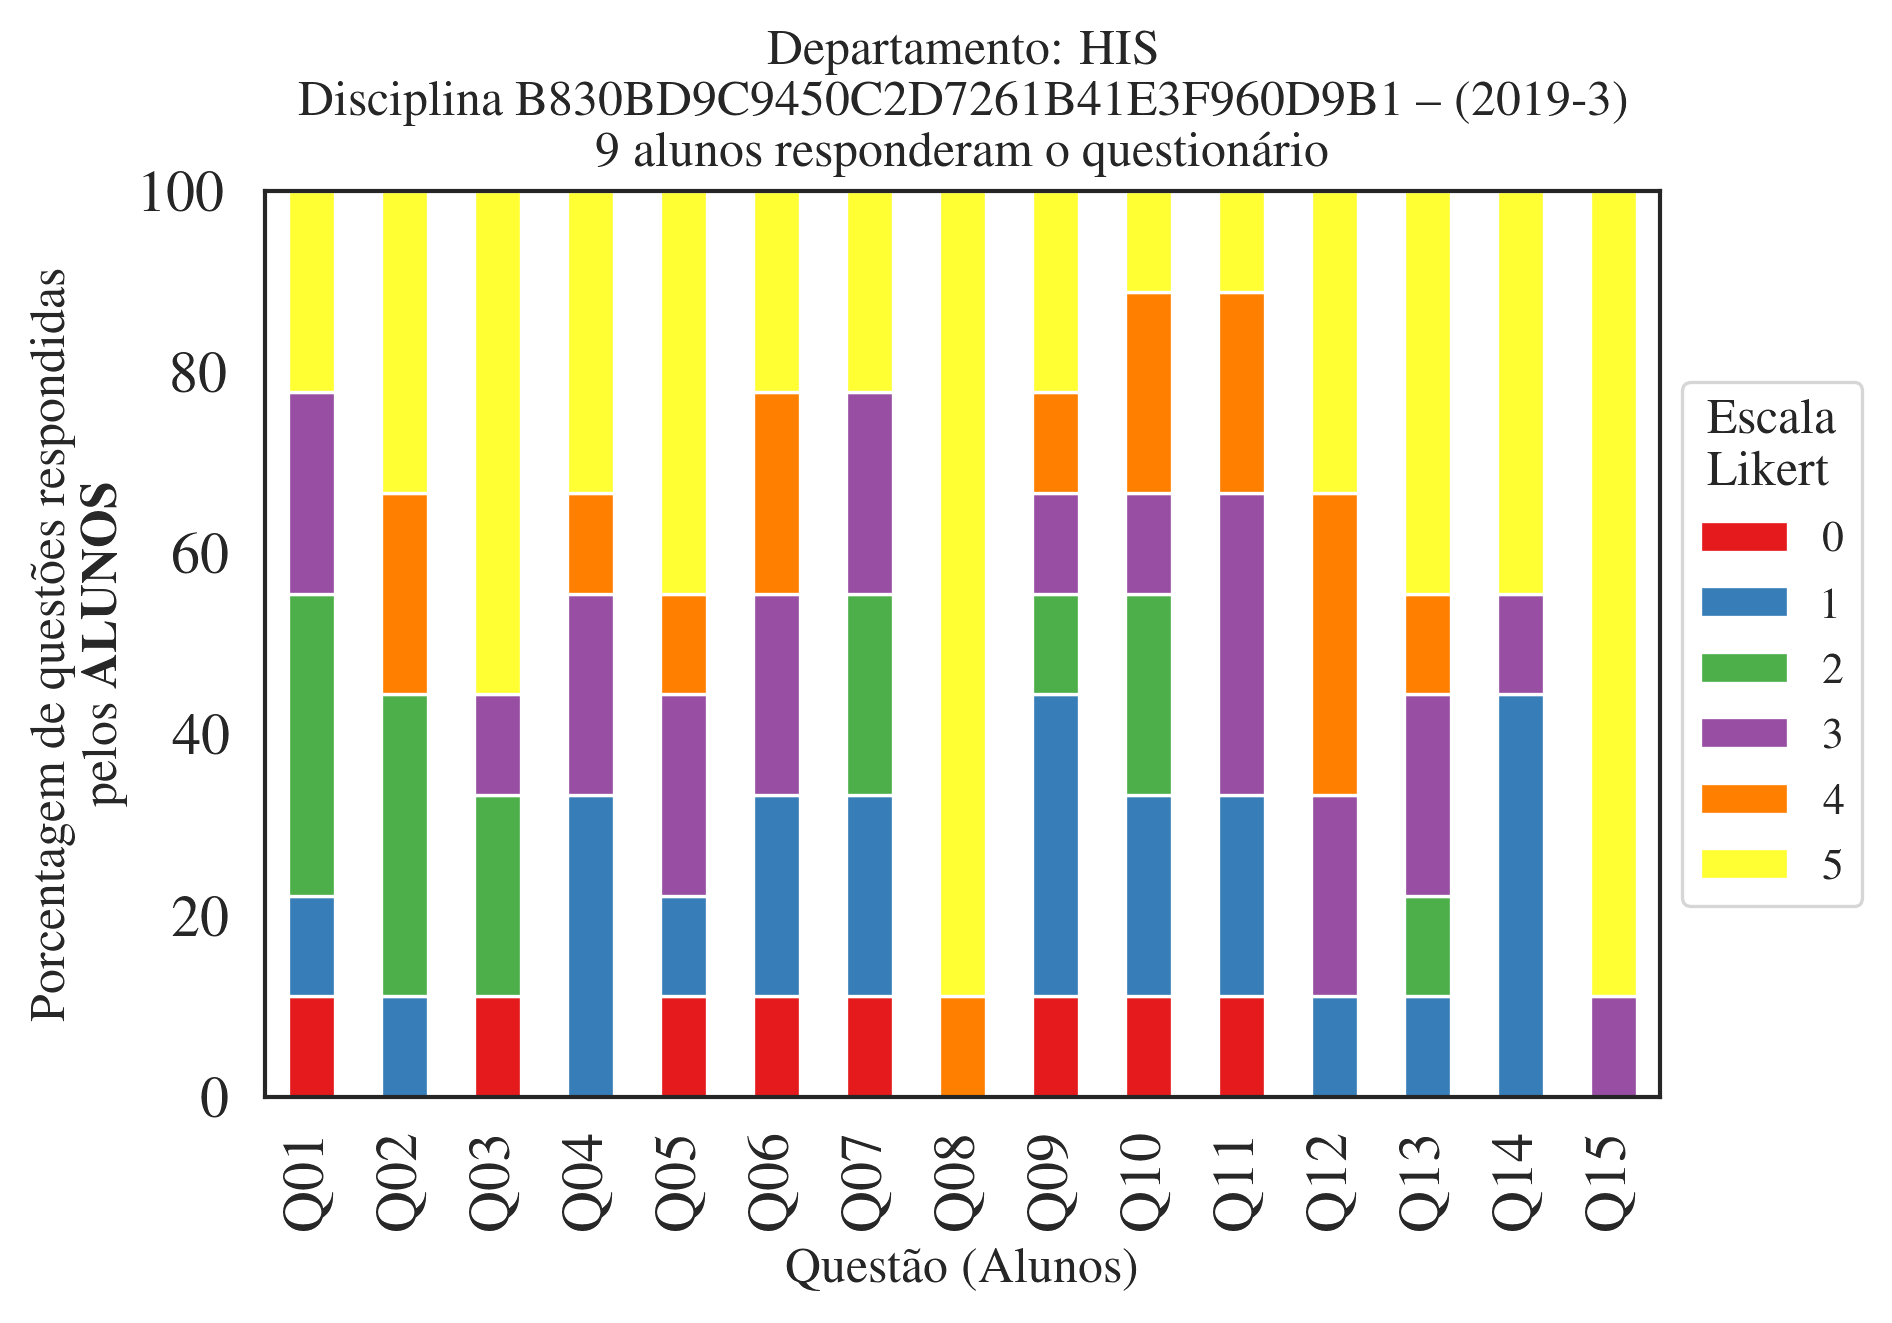 Departamento: HIS
Disciplina B830BD9C9450C2D7261B41E3F960D9B1 – (2019-3)
9 alunos responderam o questionário
Porcentagem de questões respondidas
pelos ALUNOS
100
80
60
40
20
0
Q01
Q02
Q03
Q04
Q05
Q06
Q07
Q08
Q09
Q10
Q11
Q12
Q13
Q14
Q15
Questão (Alunos)
Escala
Likert
0
1
2
3
4
5